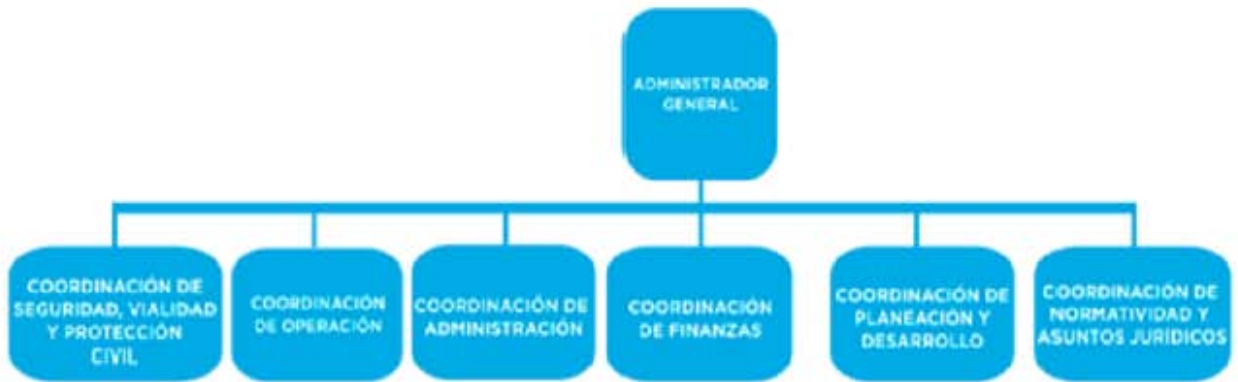 ADMINISTRADOR
GENERAL
COORDINACIÓN DE
SEGURIDAD, VIALIDAD
Y PROTECCIÓN
CIVIL
COORDINACIÓN
DE OPERACIÓN
COORDINACIÓN DE
ADMINISTRACIÓN
COORDINACIÓN
DE FINANZAS
COORDINACIÓN DE
PLANEACION Y
DESARROLLO
COORDINACIÓN DE
NORMATIVIDAD Y
ASUNTOS JURÍDICOS